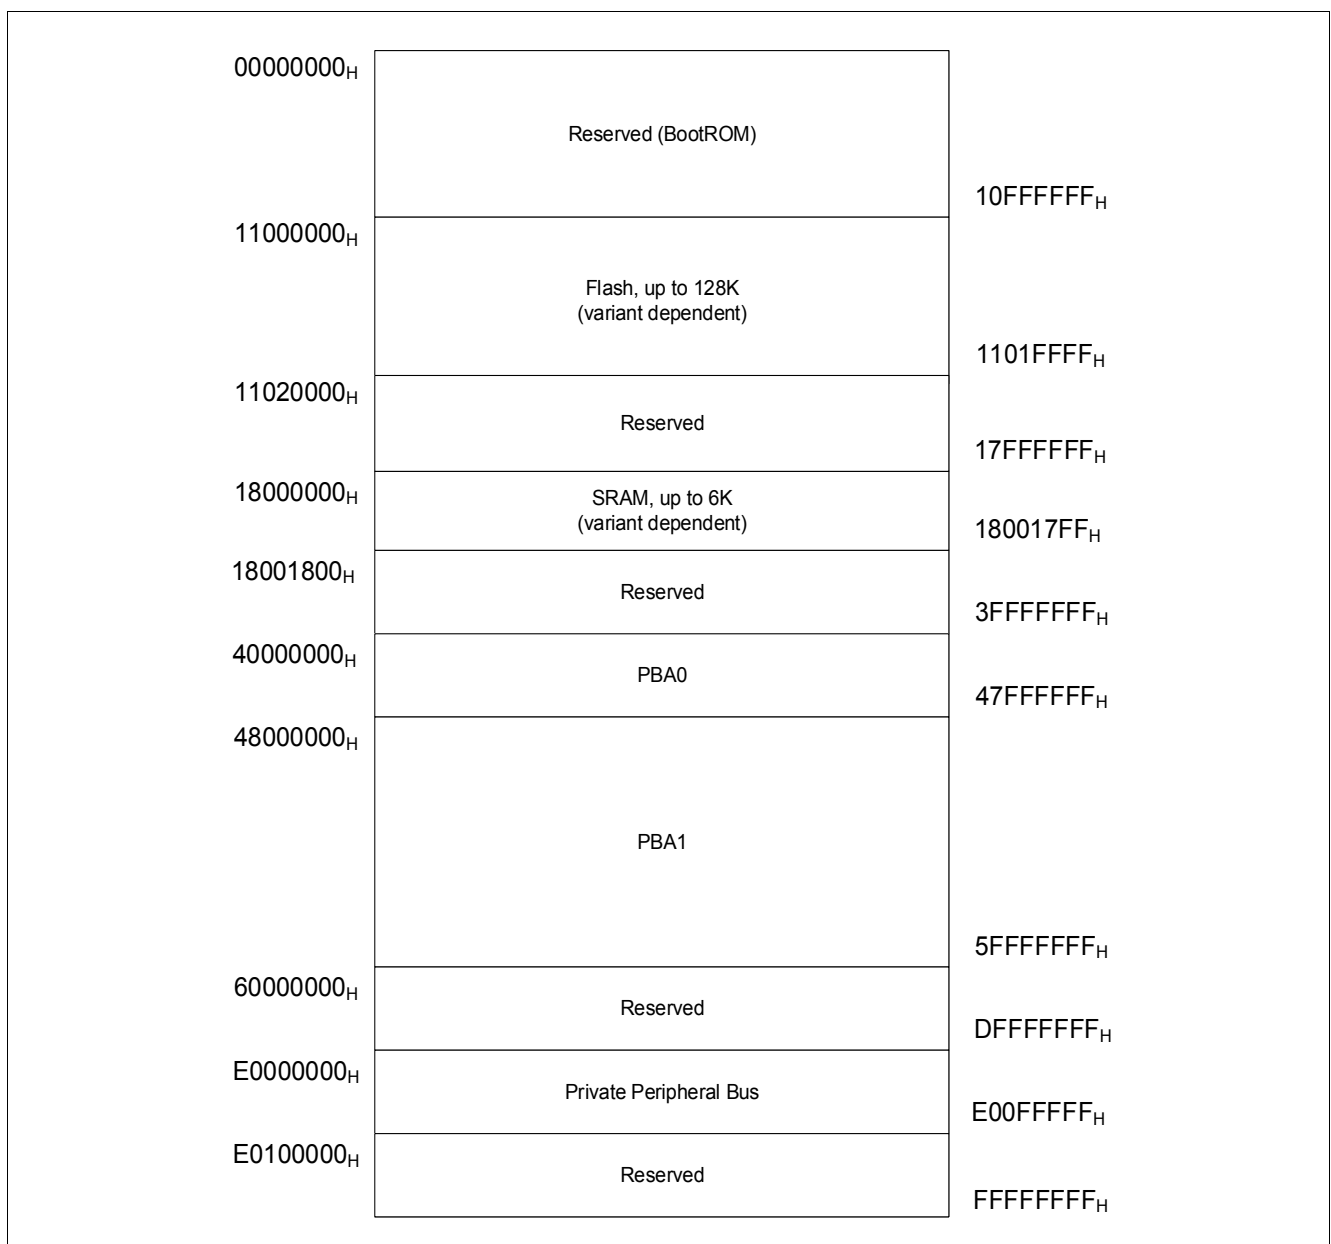 00000000H
Reserved (BootROM)
10FFFFFFH
11000000H
Flash, up to 128K
(variant dependent)
1101FFFFH
11020000H
Reserved
17FFFFFFH
18000000H
SRAM, up to 6K
(variant dependent)
180017FFH
18001800H
Reserved
3FFFFFFFH
40000000H
PBA0
47FFFFFFH
48000000H
PBA1
5FFFFFFFH
60000000H
Reserved
DFFFFFFFH
E0000000H
Private Peripheral Bus
E00FFFFFH
E0100000H
Reserved
FFFFFFFFH